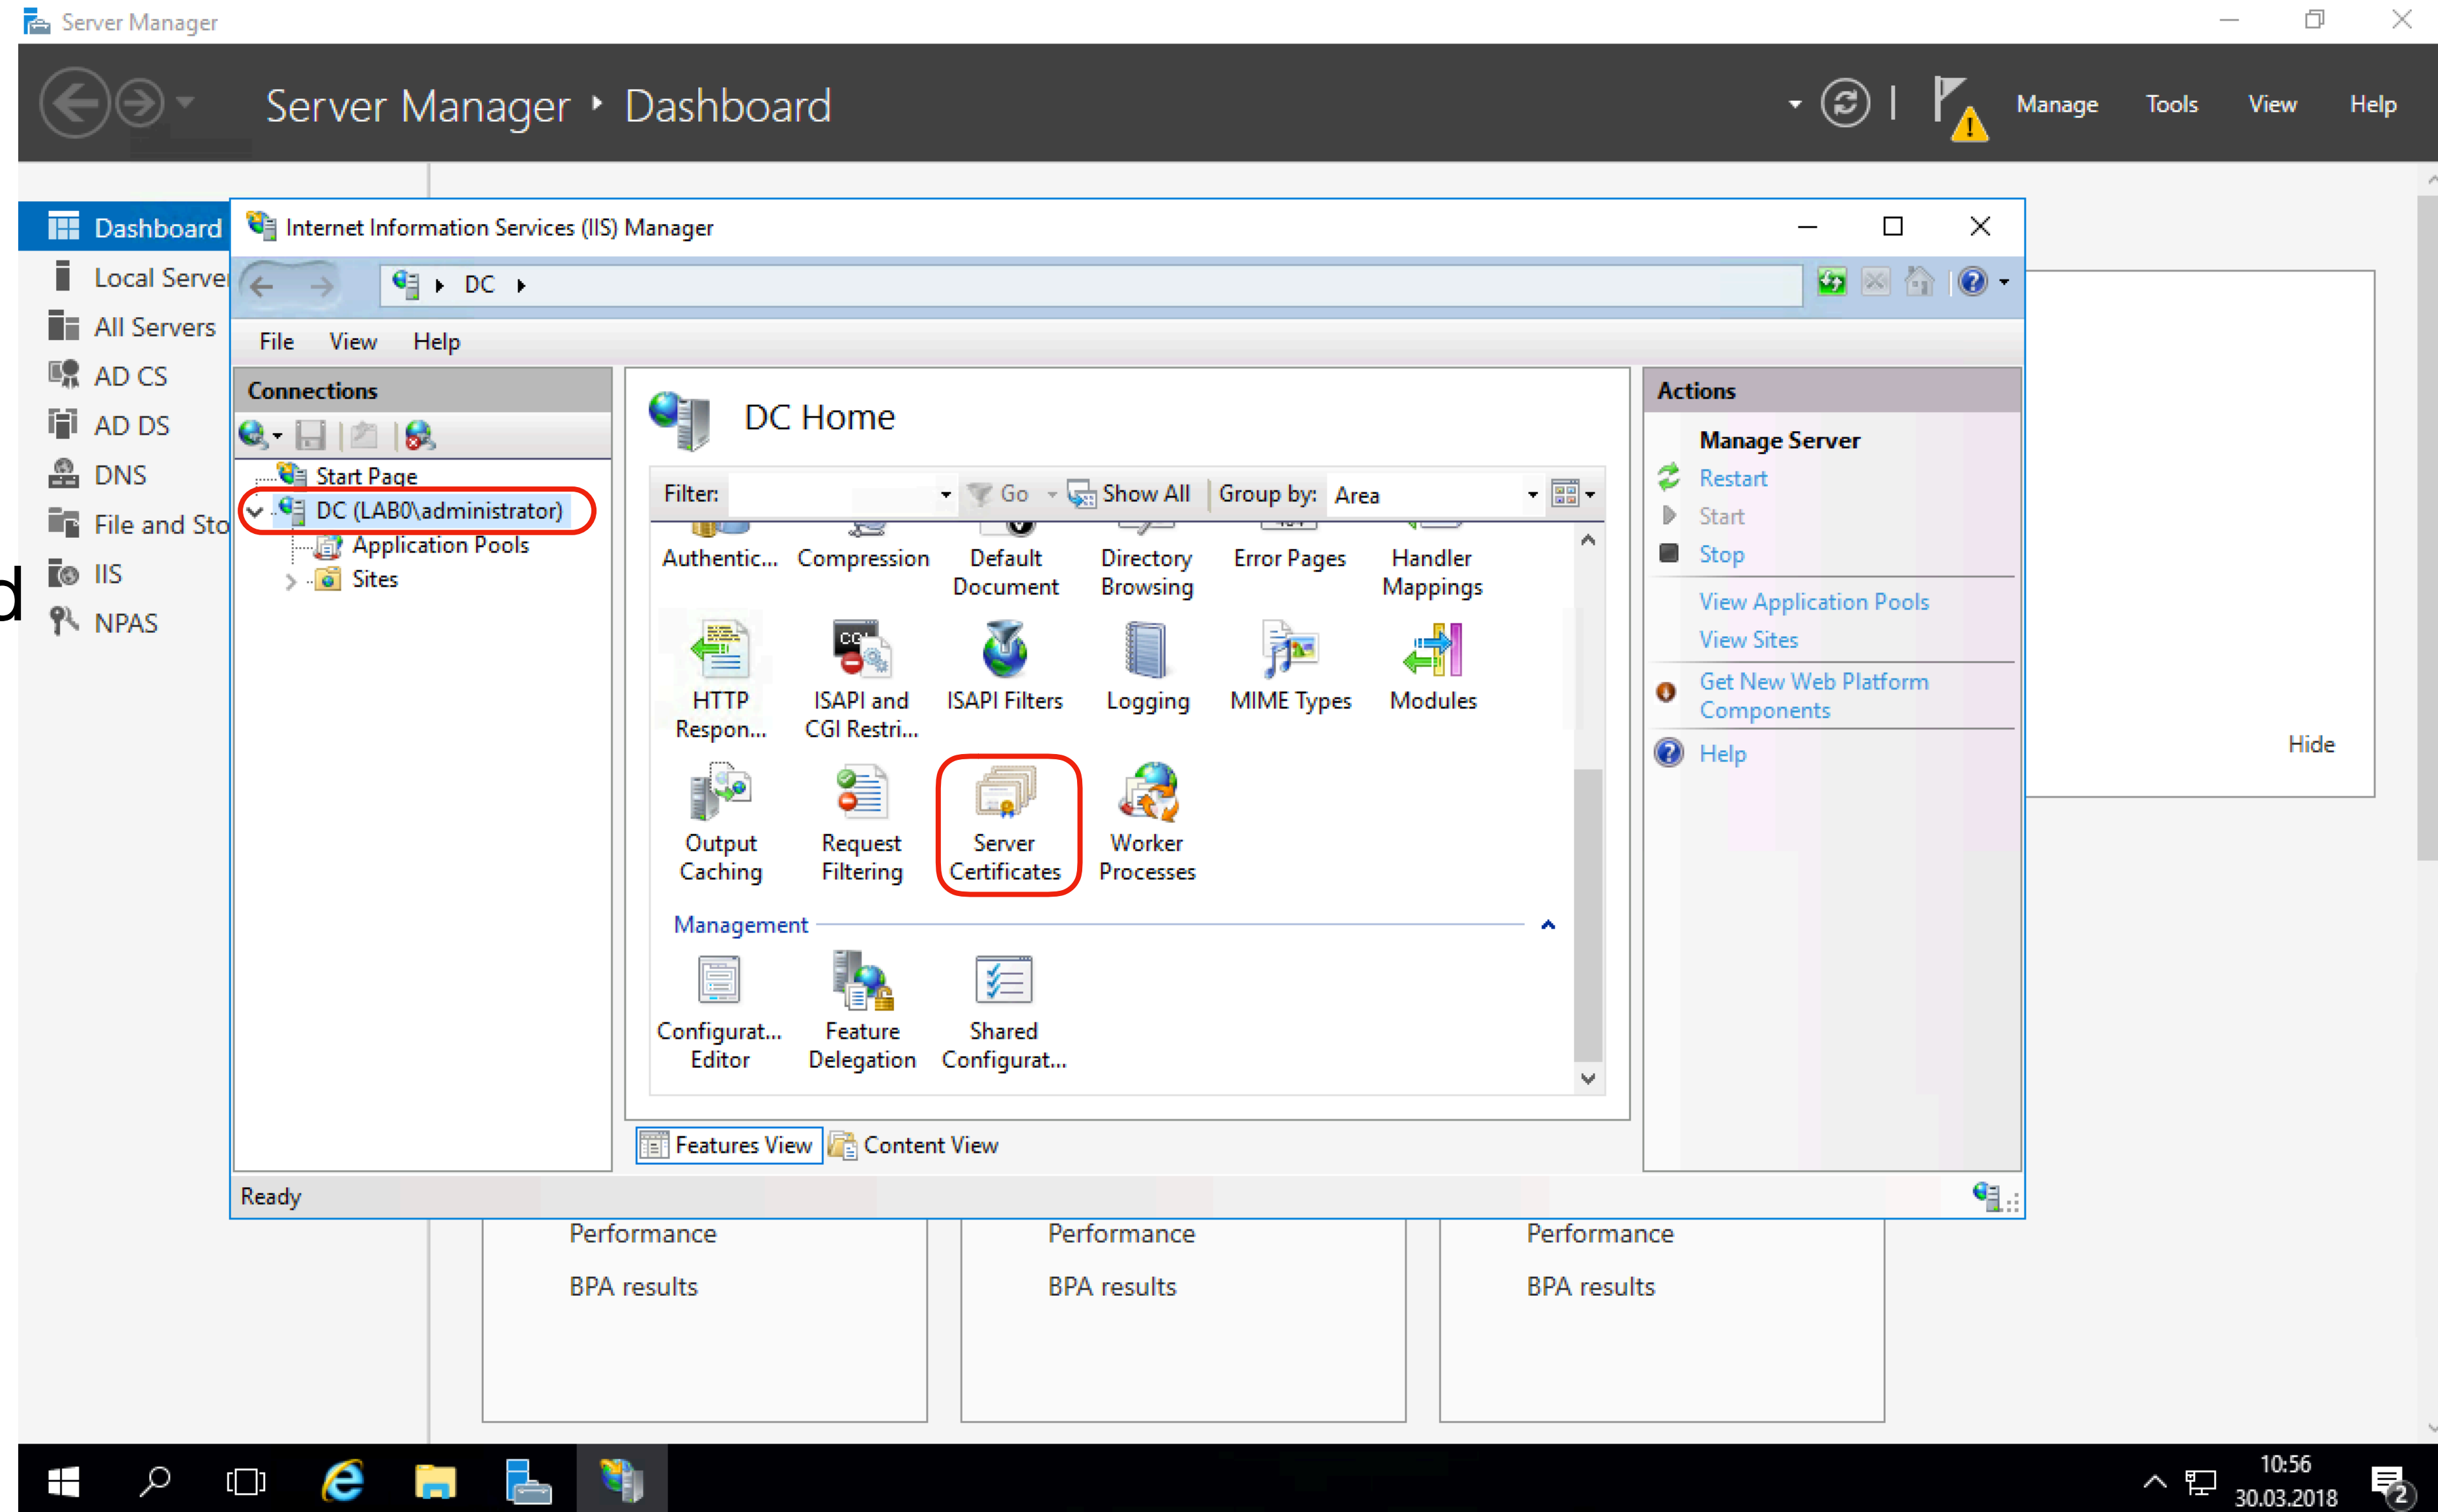 Server Manager
Server Manager ‣ Dashboard
Manage
Tools
View
Help
Dashboard
Local Server
All Servers
AD CS
AD DS
DNS
File and Sto
IIS
NPAS
d
Internet Information Services (IIS) Manager
DC
File
View
Help
Connections
Start Page
DC (LAB0\administrator)
Application Pools
Sites
DC Home
Filter:
Go
Show All
Group by:
Area
Authentic...
Compression
Default
Document
Directory
Browsing
Error Pages
Handler
Mappings
HTTP
Respon...
ISAPI and
CGI Restri...
ISAPI Filters
Logging
MIME Types
Modules
Output
Caching
Request
Filtering
Server
Certificates
Worker
Processes
Management
Configurat...
Editor
Feature
Delegation
Shared
Configurat...
Features View
Content View
Actions
Manage Server
Restart
Start
Stop
View Application Pools
View Sites
Get New Web Platform
Components
Help
Ready
Hide
Performance
BPA results
Performance
BPA results
Performance
BPA results
10:56
30.03.2018
2